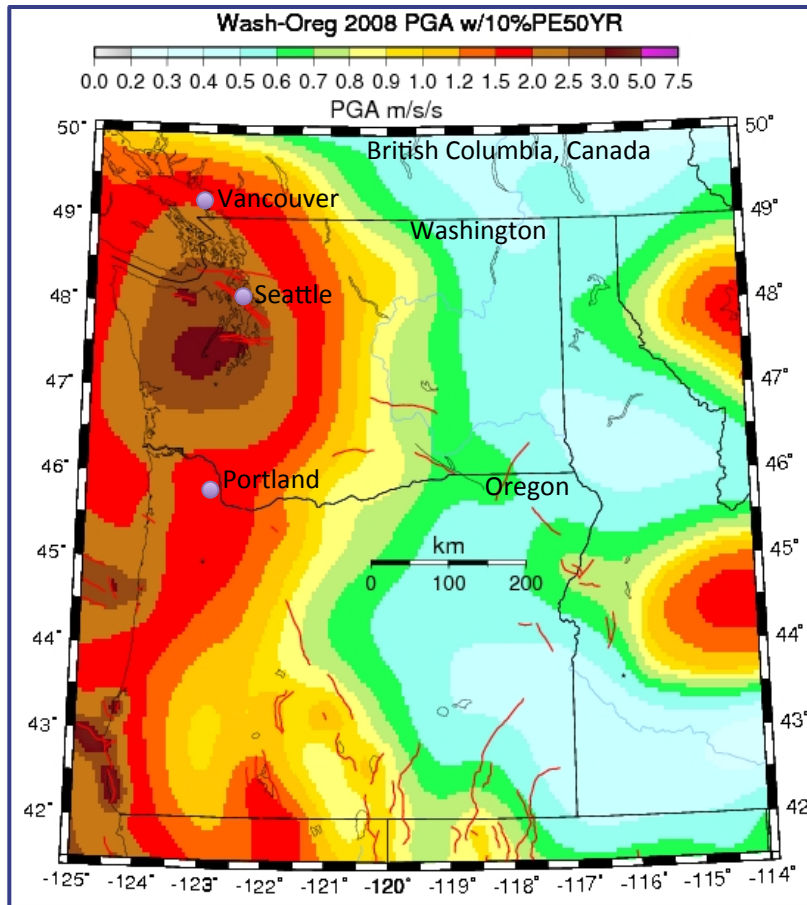 Wash-Oreg 2008 PGA w/10%PE50YR
0.0 0.2 0.3 0.4 0.5 0.6 0.7 0.8 0.9 1.0 1.2 1.5 2.0 2.5 3.0 5.0 7.5
PGA m/s/s
50° 50°
British Columbia, Canada
Vancouver
49° 49°
Washington
Seattle
48° 48°
47° 47°
46° 46°
Portland
Oregon
45° 45°
km
0 100 200
44° 44°
43° 43°
42° 42°
-125° -124° -123° -122° -121° -120° -119° -118° -117° -116° -115° -114°